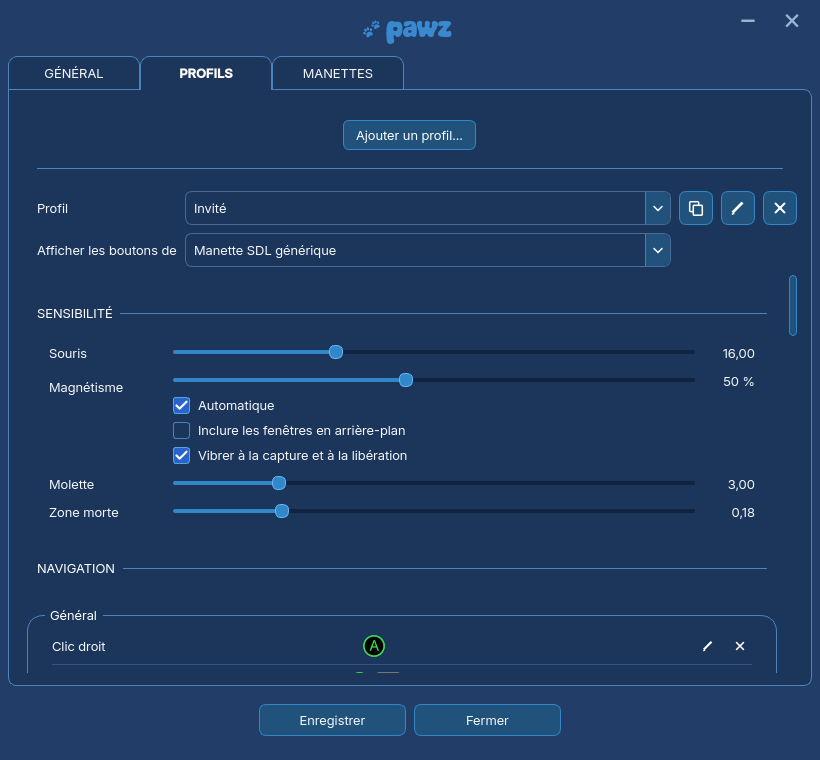 pawz
GÉNÉRAL
PROFILS
MANETTES
Ajouter un profil...
Profil
Invité
Afficher les boutons de
Manette SDL générique
SENSIBILITÉ
Souris
16,00
Magnétisme
50 %
Automatique
Inclure les fenêtres en arrière-plan
Vibrer à la capture et à la libération
Molette
3,00
Zone morte
0,18
NAVIGATION
Général
Clic droit
A
Enregistrer
Fermer